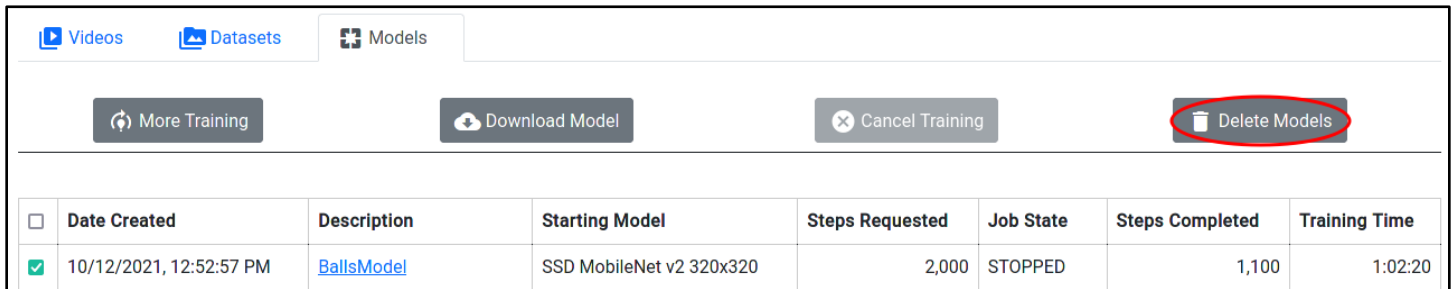 Videos Datasets Models
More Training Download Model Cancel Training Delete Models
Date Created Description Starting Model Steps Requested Job State Steps Completed Training Time
10/12/2021, 12:52:57 PM BallsModel SSD MobileNet v2 320x320 2,000 STOPPED 1,100 1:02:20